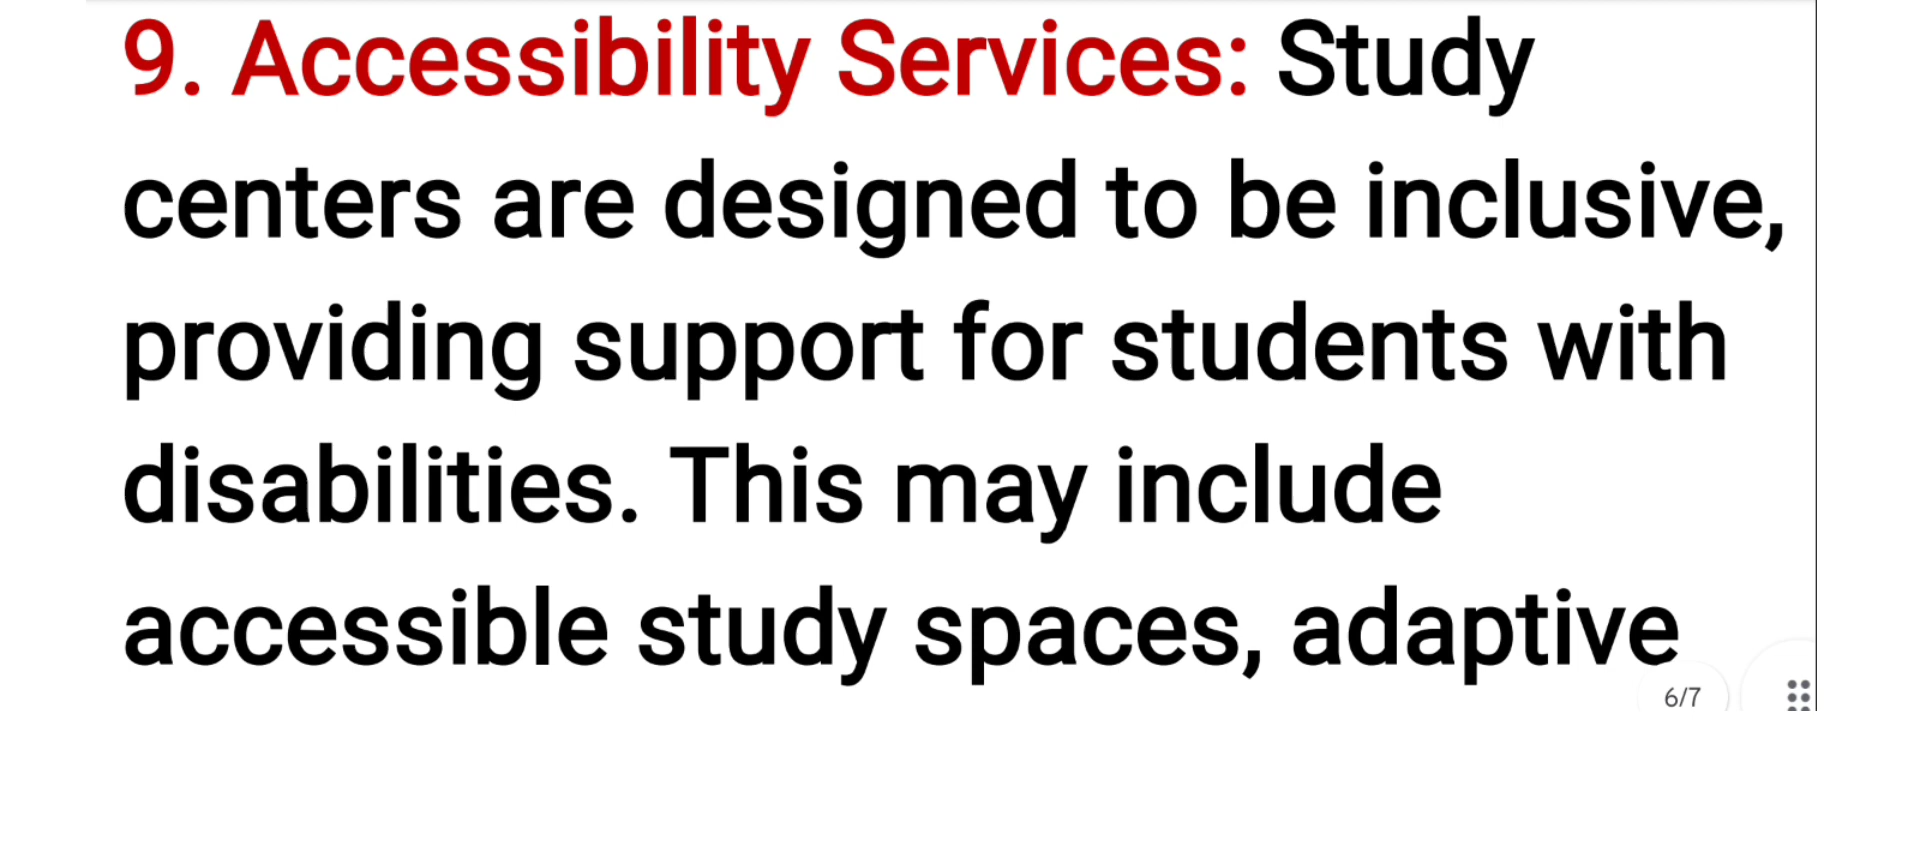 9. Accessibility Services: Study
centers are designed to be inclusive,
providing support for students with
disabilities. This may include
accessible study spaces, adaptive
6/7